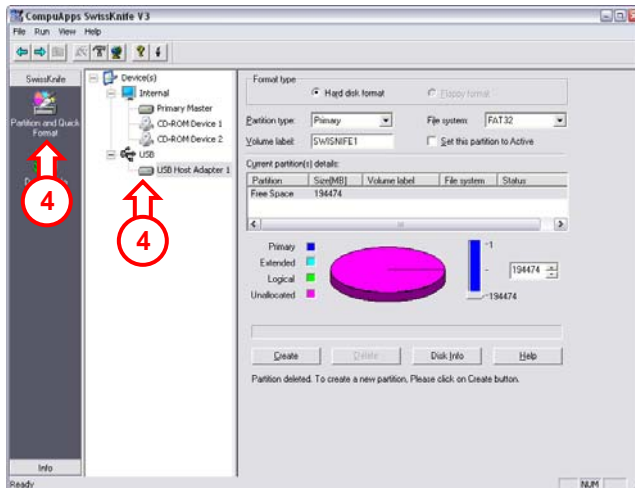 CompuApps SwissKnife V3
File Run View Help
SwissKnife
Partition and Quick
Format
4
Info
Device(s)
Internal
Primary Master
CD-ROM Device 1
CD-ROM Device 2
USB
USB Host Adapter 1
4
Format type
Hard disk format
Floppy format
Partition type: Primary
File system: FAT32
Volume label: SWISNIFE1
Set this partition to Active
Current partition(s) details:
Partition Size[MB] Volume label File system Status
Free Space 194474
Primary
Extended
Logical
Unallocated
-1
-
-194474
194474
Create Delete Disk Info Help
Partition deleted. To create a new partition, Please click on Create button.
Ready
NUM